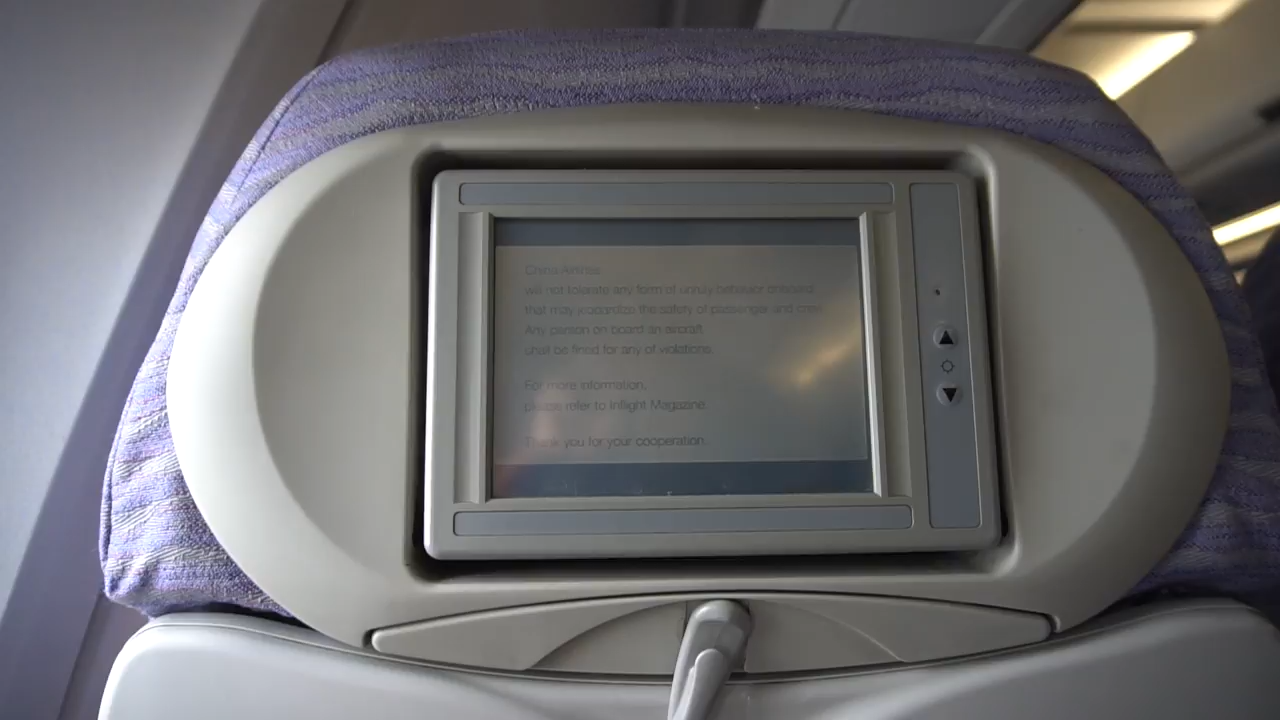 China Airlines
will not tolerate any form of unruly behavior onboard
that may jeopardize the safety of passenger and crew.
Any person on board an aircraft
shall be fined for any of violations.
For more information,
please refer to Inflight Magazine.
Thank you for your cooperation.